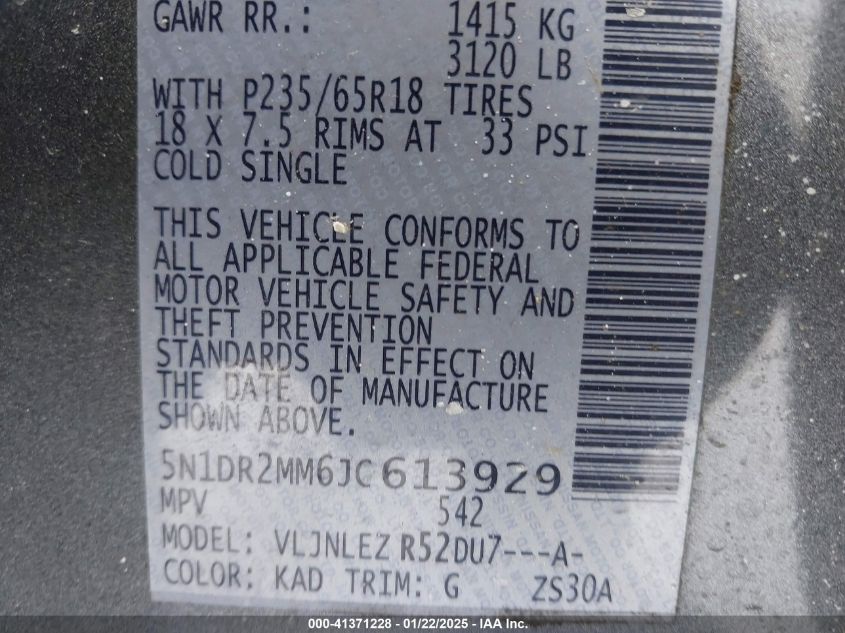 GAWR RR.: 1415 KG
3120 LB
WITH P235/65R18 TIRES
18 X 7.5 RIMS AT 33 PSI
COLD SINGLE
THIS VEHICLE CONFORMS TO
ALL APPLICABLE FEDERAL
MOTOR VEHICLE SAFETY AND
THEFT PREVENTION
STANDARDS IN EFFECT ON
THE DATE OF MANUFACTURE
SHOWN ABOVE.
5N1DR2MM6JC613929
MPV 542
MODEL: VLJNLEZ R52DU7---A-
COLOR: KAD TRIM: G ZS30A
000-41371228 - 01/22/2025 - IAA Inc.